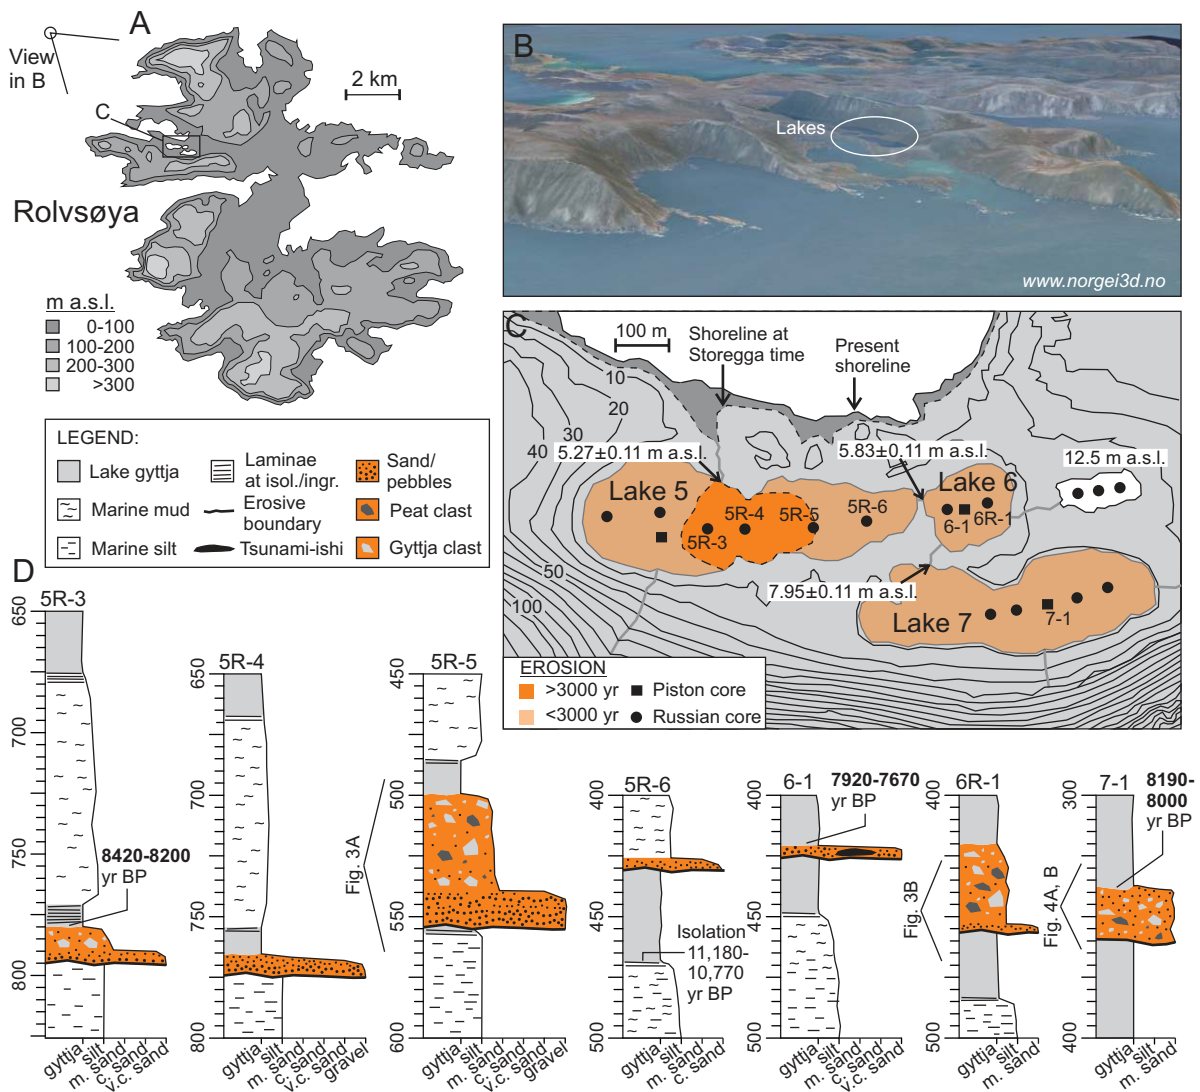 A
View
in B
C
2 km
Rolvsøya
m a.s.l.
0-100
100-200
200-300
>300
B
Lakes
www.norgei3d.no
LEGEND:
Lake gyttja
Marine mud
Marine silt
Laminae
at isol./ingr.
Erosive
boundary
Tsunami-ishi
Sand/
pebbles
Peat clast
Gyttja clast
C
100 m
Shoreline at
Storegga time
Present
shoreline
10
20
30
40
50
100
5.27±0.11 m a.s.l.
5.83±0.11 m a.s.l.
12.5 m a.s.l.
7.95±0.11 m a.s.l.
Lake 5
5R-3
5R-4
5R-5
5R-6
Lake 6
6-1
6R-1
Lake 7
7-1
EROSION
>3000 yr
<3000 yr
Piston core
Russian core
D
5R-3
650
700
750
800
8420-8200
yr BP
gyttja
silt
m. sand
c. sand
v.c. sand
5R-4
650
700
750
800
gyttja
silt
m. sand
c. sand
v.c. sand
gravel
5R-5
450
500
550
600
Fig. 3A
gyttja
silt
m. sand
c. sand
v.c. sand
gravel
5R-6
400
450
500
Isolation
11,180-
10,770
yr BP
gyttja
silt
m. sand
c. sand
6-1
400
450
500
7920-7670
yr BP
gyttja
silt
m. sand
c. sand
v.c. sand
6R-1
400
450
500
Fig. 3B
gyttja
silt
m. sand
7-1
300
350
400
8190-
8000
yr BP
Fig. 4A, B
gyttja
silt
m. sand
c. sand